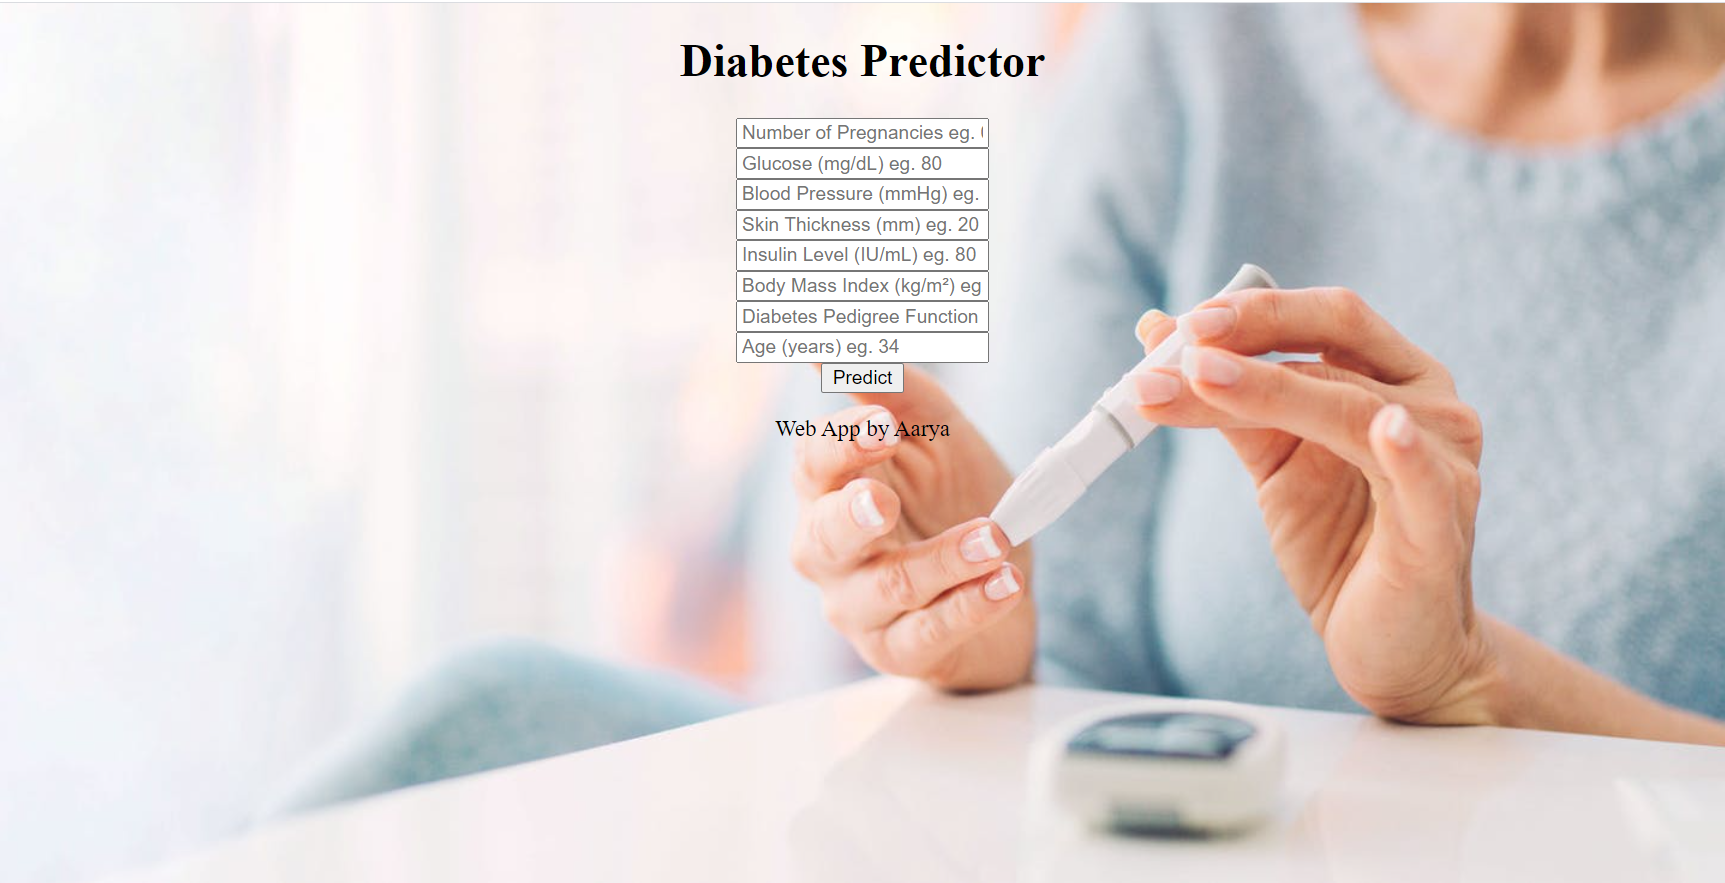 Diabetes Predictor
Number of Pregnancies eg.
Glucose (mg/dL) eg. 80
Blood Pressure (mmHg) eg.
Skin Thickness (mm) eg. 20
Insulin Level (IU/mL) eg. 80
Body Mass Index (kg/m²) eg
Diabetes Pedigree Function
Age (years) eg. 34
Predict
Web App by Aarya